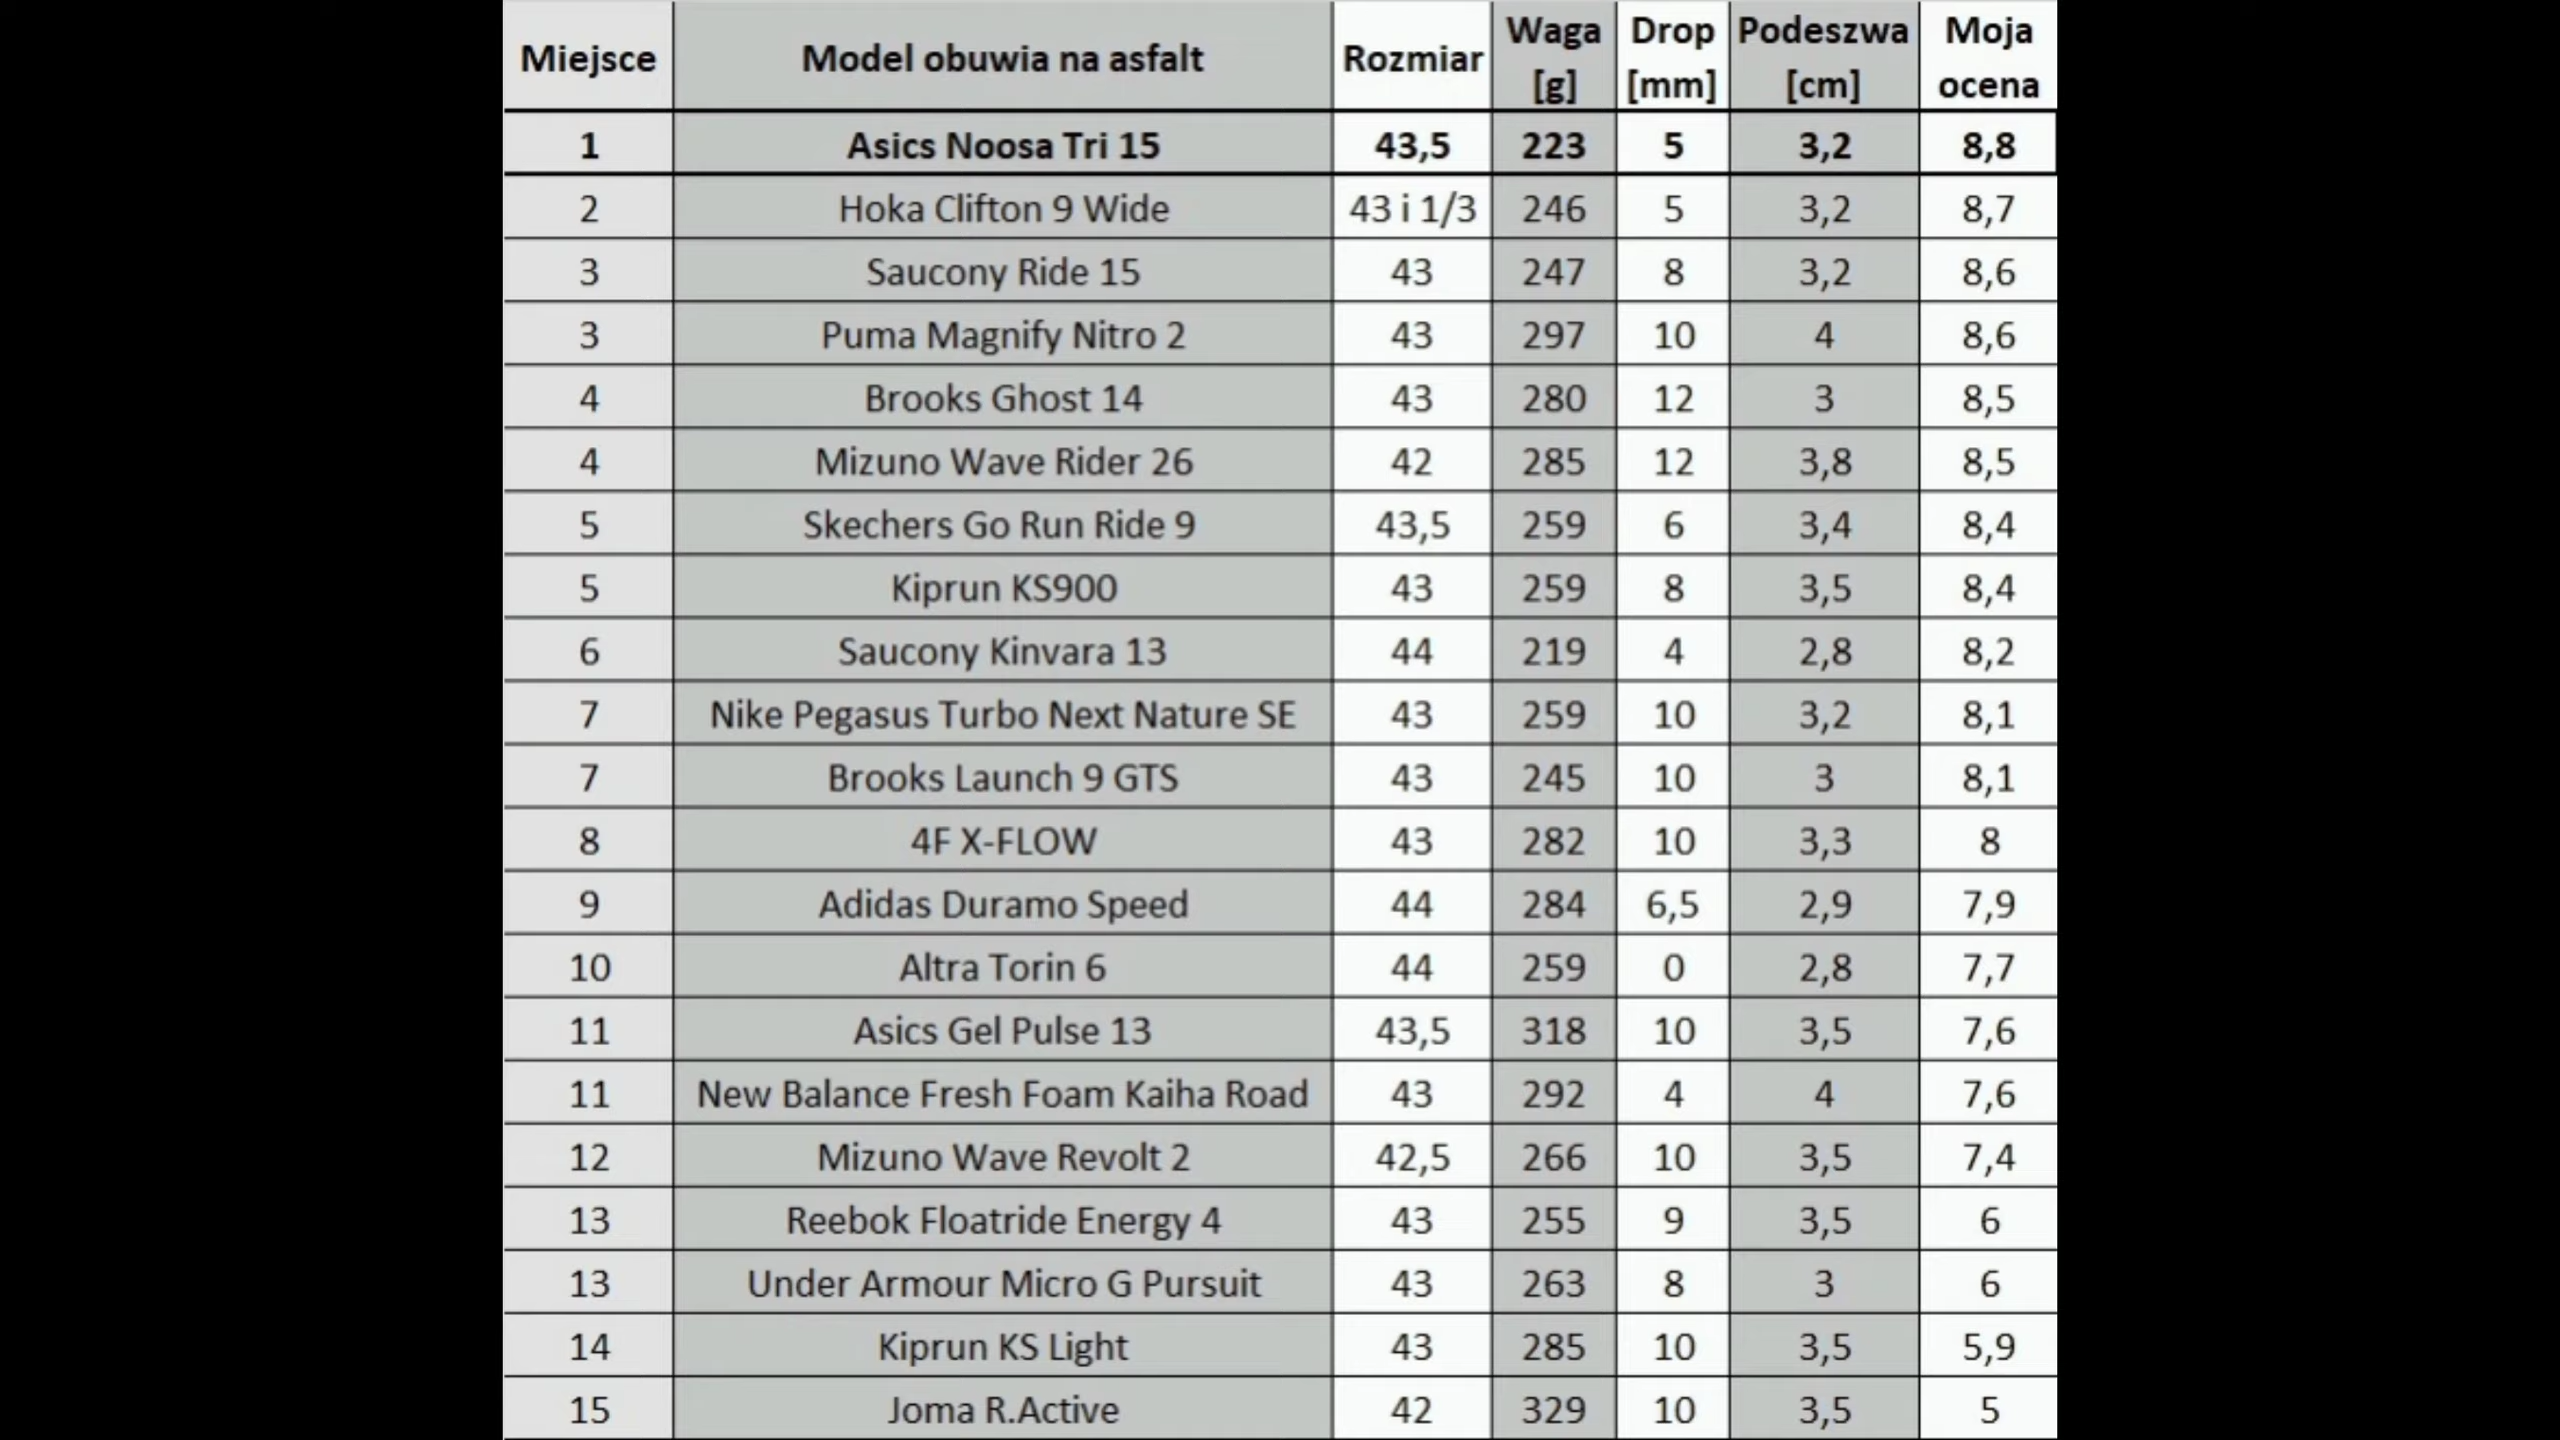 Miejsce Model obuwia na asfalt Rozmiar Waga [g] Drop [mm] Podeszwa [cm] Moja ocena
1 Asics Noosa Tri 15 43,5 223 5 3,2 8,8
2 Hoka Clifton 9 Wide 43 i 1/3 246 5 3,2 8,7
3 Saucony Ride 15 43 247 8 3,2 8,6
3 Puma Magnify Nitro 2 43 297 10 4 8,6
4 Brooks Ghost 14 43 280 12 3 8,5
4 Mizuno Wave Rider 26 42 285 12 3,8 8,5
5 Skechers Go Run Ride 9 43,5 259 6 3,4 8,4
5 Kiprun KS900 43 259 8 3,5 8,4
6 Saucony Kinvara 13 44 219 4 2,8 8,2
7 Nike Pegasus Turbo Next Nature SE 43 259 10 3,2 8,1
7 Brooks Launch 9 GTS 43 245 10 3 8,1
8 4F X-FLOW 43 282 10 3,3 8
9 Adidas Duramo Speed 44 284 6,5 2,9 7,9
10 Altra Torin 6 44 259 0 2,8 7,7
11 Asics Gel Pulse 13 43,5 318 10 3,5 7,6
11 New Balance Fresh Foam Kaiha Road 43 292 4 4 7,6
12 Mizuno Wave Revolt 2 42,5 266 10 3,5 7,4
13 Reebok Floatride Energy 4 43 255 9 3,5 6
13 Under Armour Micro G Pursuit 43 263 8 3 6
14 Kiprun KS Light 43 285 10 3,5 5,9
15 Joma R.Active 42 329 10 3,5 5